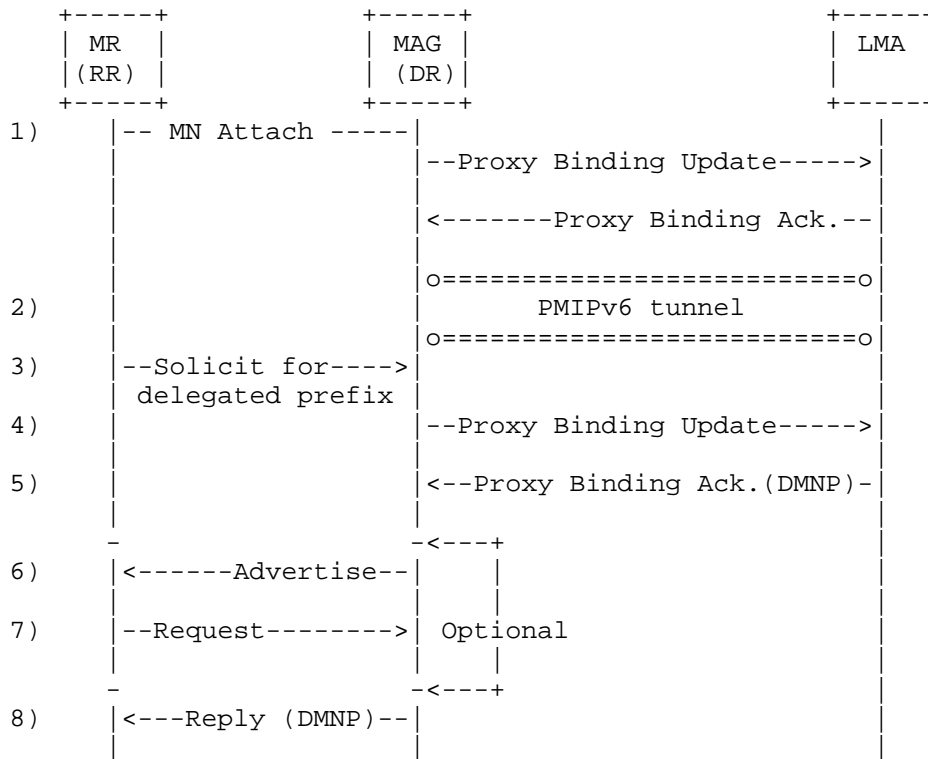 MR MAG LMA
(RR) (DR)
1) -- MN Attach -----
--Proxy Binding Update----->
<-------Proxy Binding Ack.--
o==========================o
2) PMIPv6 tunnel
o==========================o
3) --Solicit for---->
delegated prefix
4) --Proxy Binding Update----->
5) <--Proxy Binding Ack.(DMNP)-
6) <------Advertise--
7) --Request--------> Optional
8) <---Reply (DMNP)--